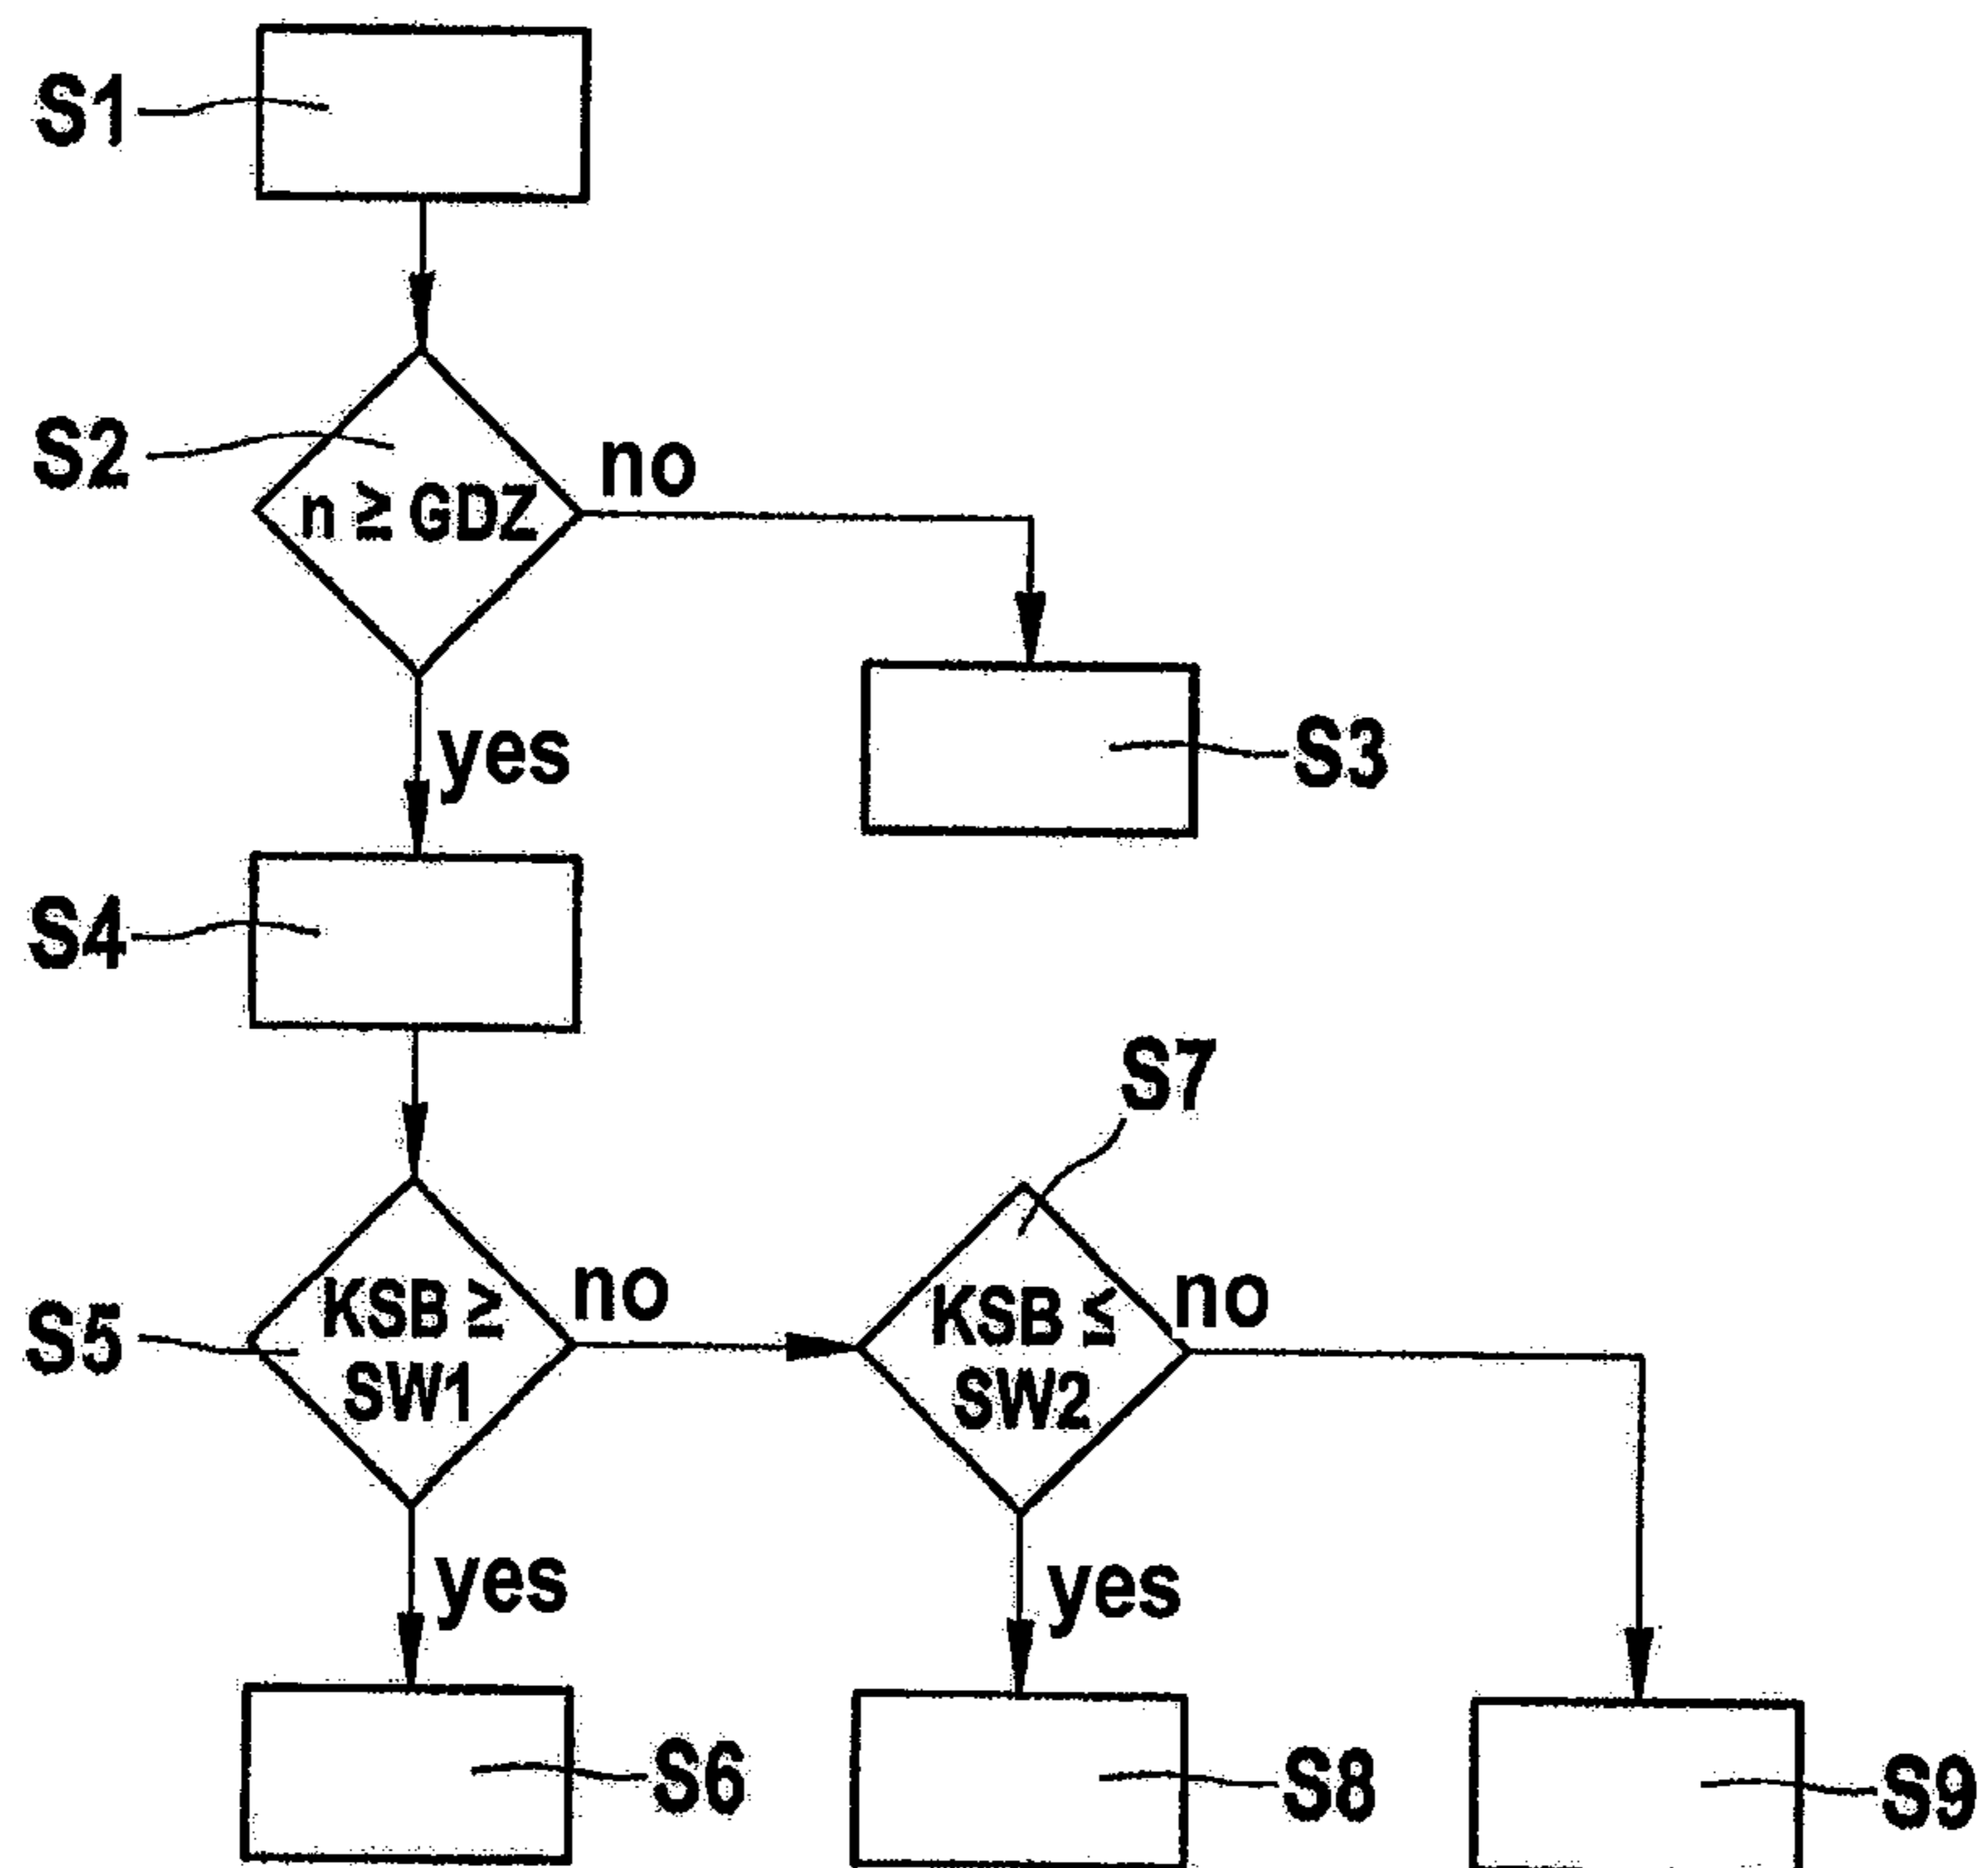 S1
S2
no
n ≥ GDZ
yes
S3
S4
S7
KSB ≥
SW1
no
S5
KSB ≤
SW2
no
yes
yes
S6
S8
S9